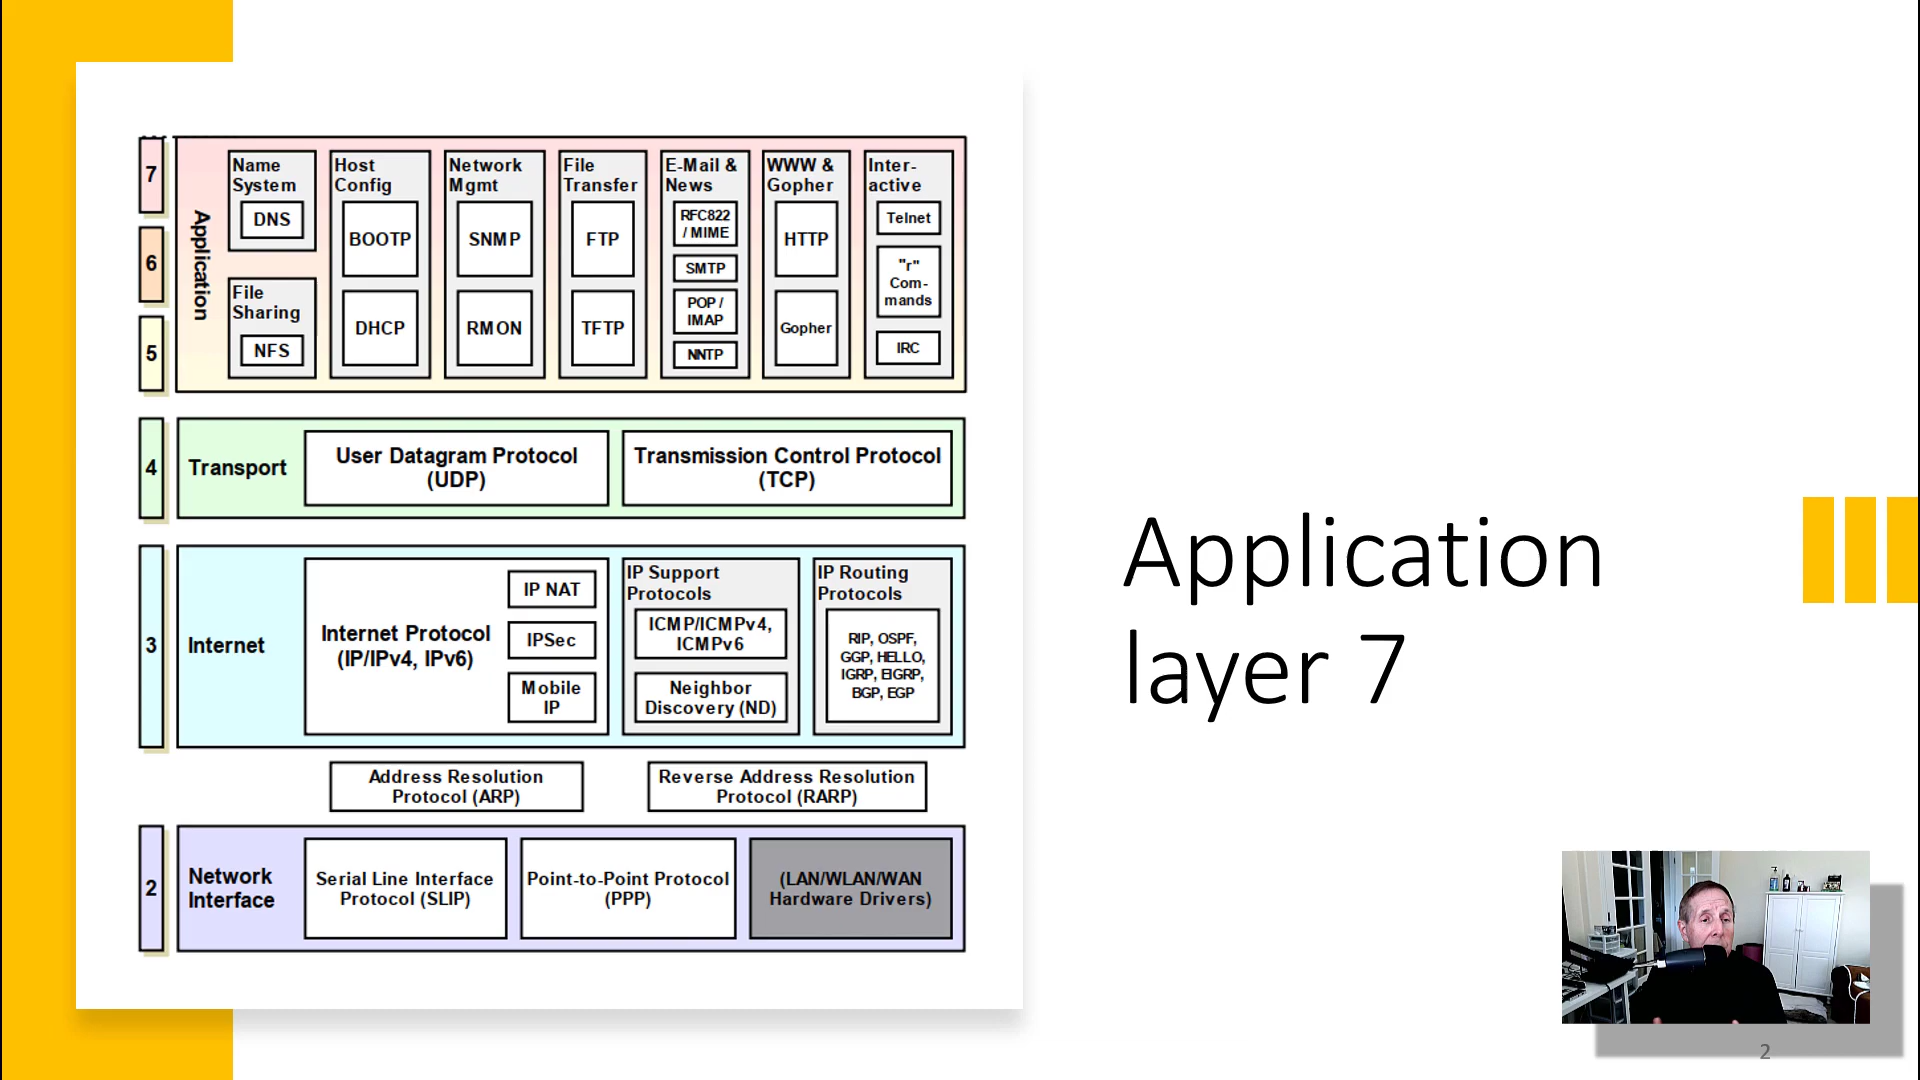 7
6
5
Application
Name
System
DNS
File
Sharing
NFS
Host
Config
BOOTP
DHCP
Network
Mgmt
SNMP
RMON
File
Transfer
FTP
TFTP
E-Mail &
News
RFC822
/ MIME
SMTP
POP /
IMAP
NNTP
WWW &
Gopher
HTTP
Gopher
Inter-
active
Telnet
"r"
Com-
mands
IRC
4
Transport
User Datagram Protocol
(UDP)
Transmission Control Protocol
(TCP)
3
Internet
Internet Protocol
(IP/IPv4, IPv6)
IP NAT
IPSec
Mobile
IP
IP Support
Protocols
ICMP/ICMPv4,
ICMPv6
Neighbor
Discovery (ND)
IP Routing
Protocols
RIP, OSPF,
GGP, HELLO,
IGRP, EIGRP,
BGP, EGP
Address Resolution
Protocol (ARP)
Reverse Address Resolution
Protocol (RARP)
2
Network
Interface
Serial Line Interface
Protocol (SLIP)
Point-to-Point Protocol
(PPP)
(LAN/WLAN/WAN
Hardware Drivers)
Application
layer 7
2